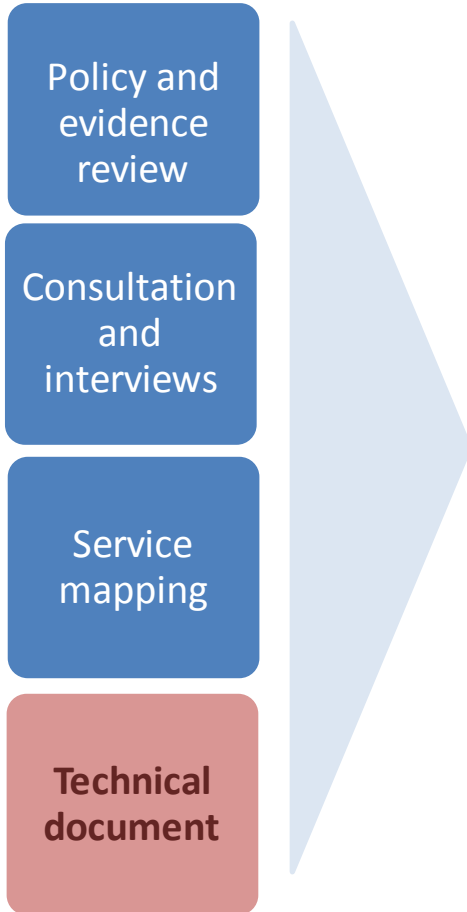 Policy and
evidence
review
Consultation
and
interviews
Service
mapping
Technical
document